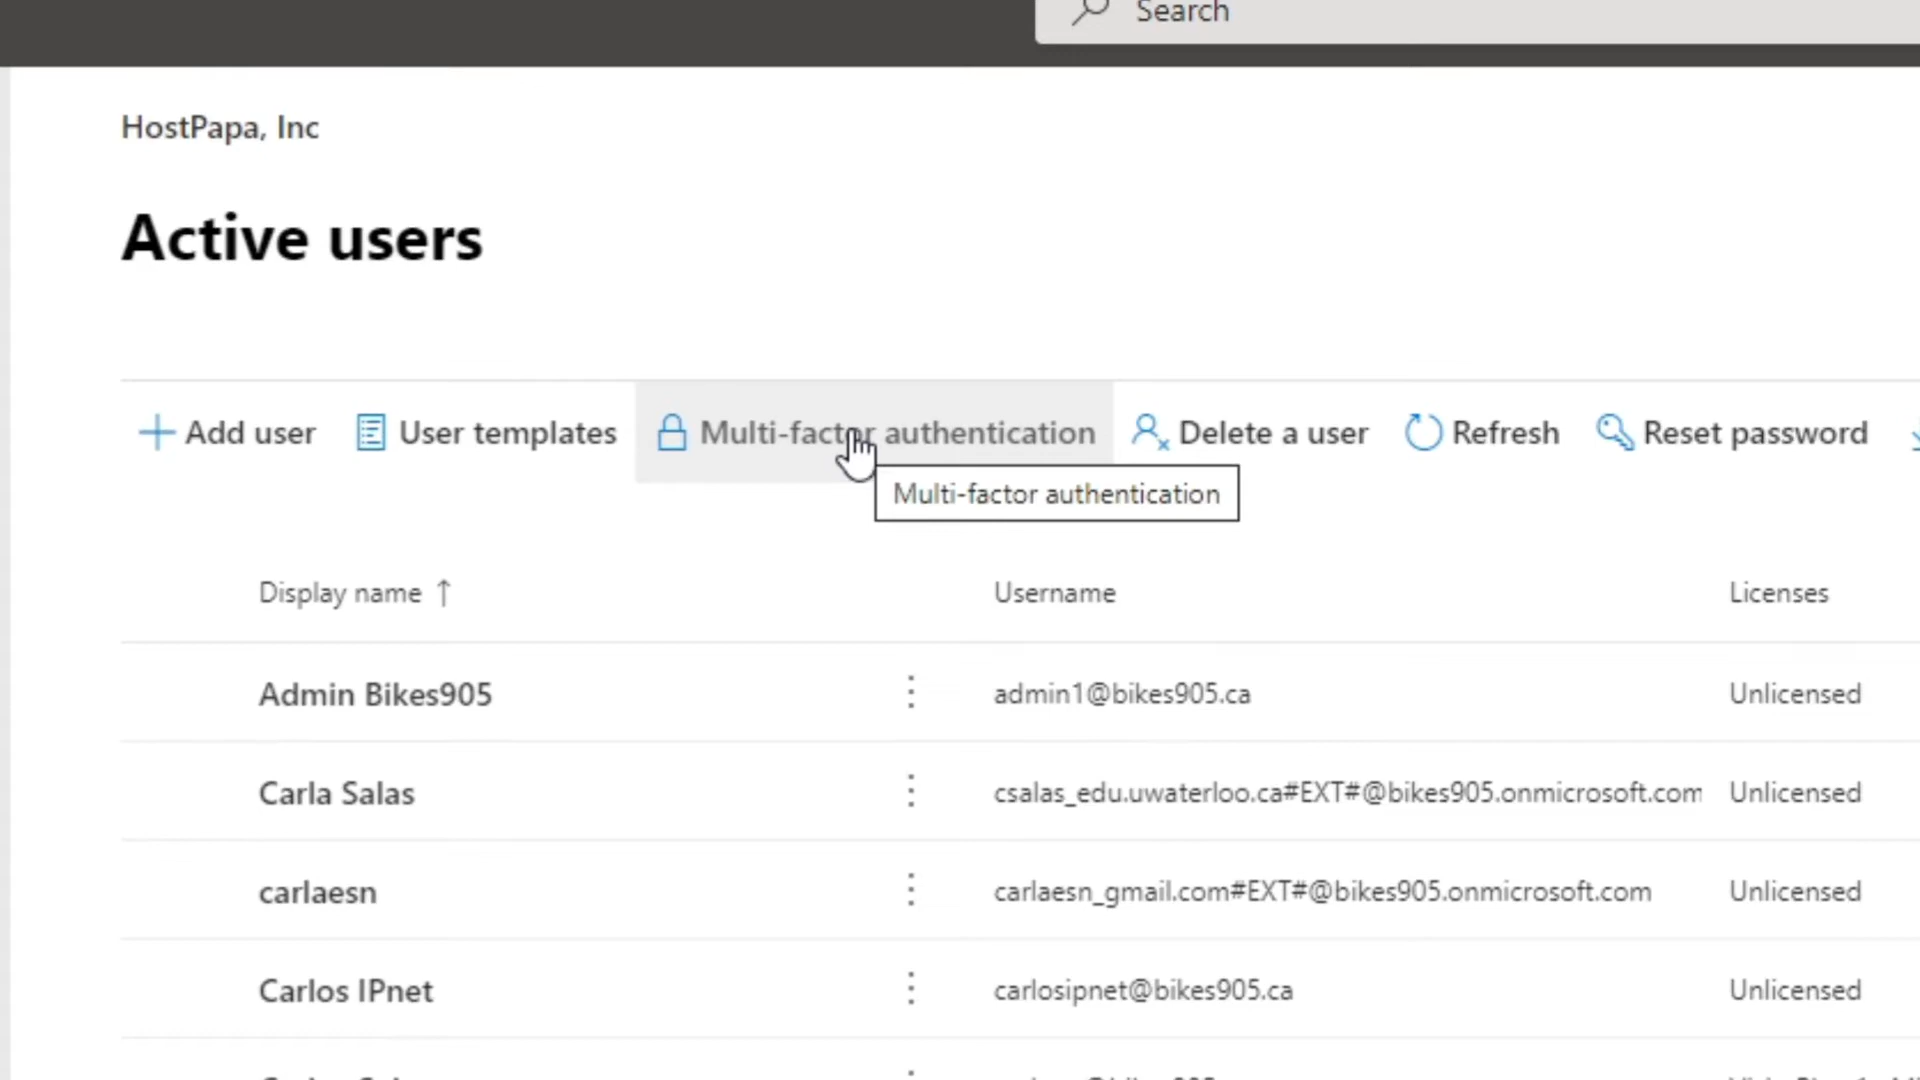 Search
HostPapa, Inc
Active users
Add user User templates Multi-factor authentication Delete a user Refresh Reset password
Multi-factor authentication
Display name ↑ Username Licenses
Admin Bikes905 admin1@bikes905.ca Unlicensed
Carla Salas csalas_edu.uwaterloo.ca#EXT#@bikes905.onmicrosoft.com Unlicensed
carlaesn carlaesn_gmail.com#EXT#@bikes905.onmicrosoft.com Unlicensed
Carlos IPnet carlosipnet@bikes905.ca Unlicensed